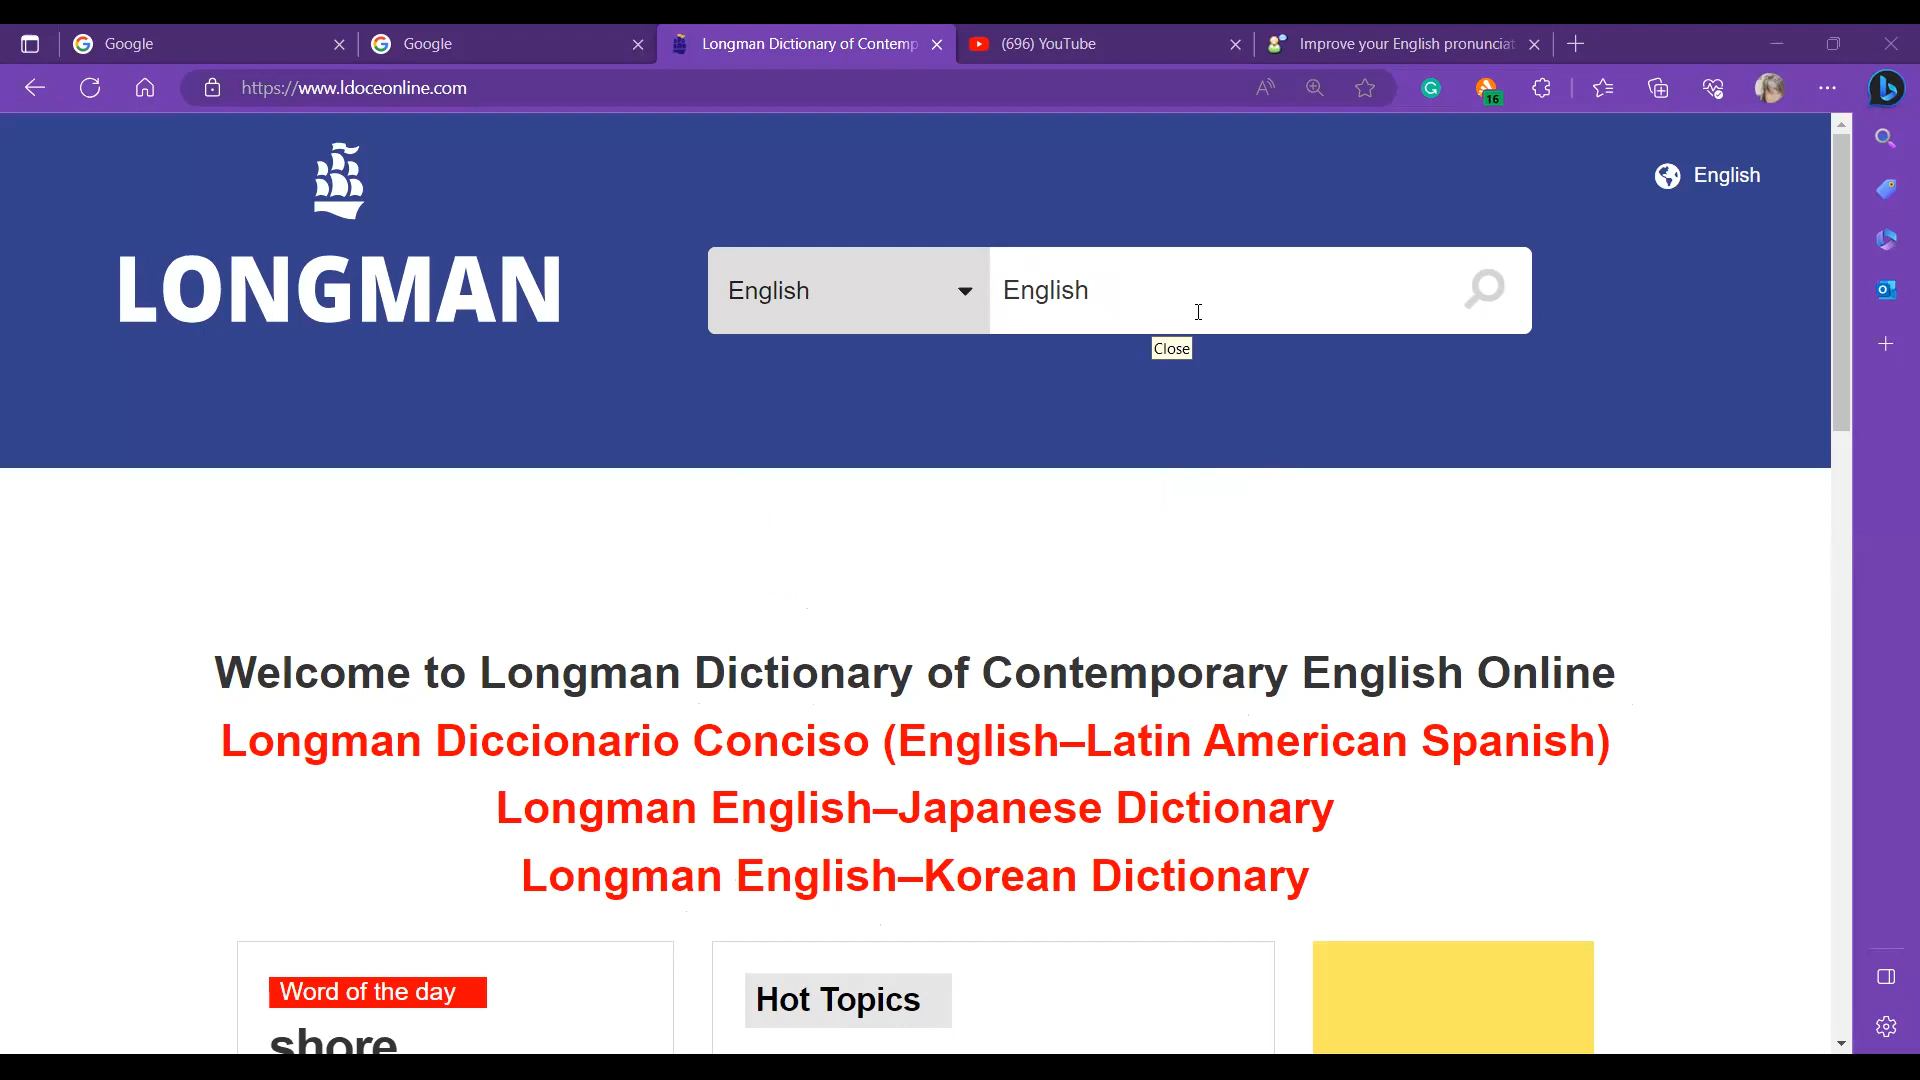 Google
Google
Longman Dictionary of Contemp
(696) YouTube
Improve your English pronunciat
https://www.ldoceonline.com
16
English
LONGMAN
English
English
Close
Welcome to Longman Dictionary of Contemporary English Online
Longman Diccionario Conciso (English–Latin American Spanish)
Longman English–Japanese Dictionary
Longman English–Korean Dictionary
Word of the day
Hot Topics
shore